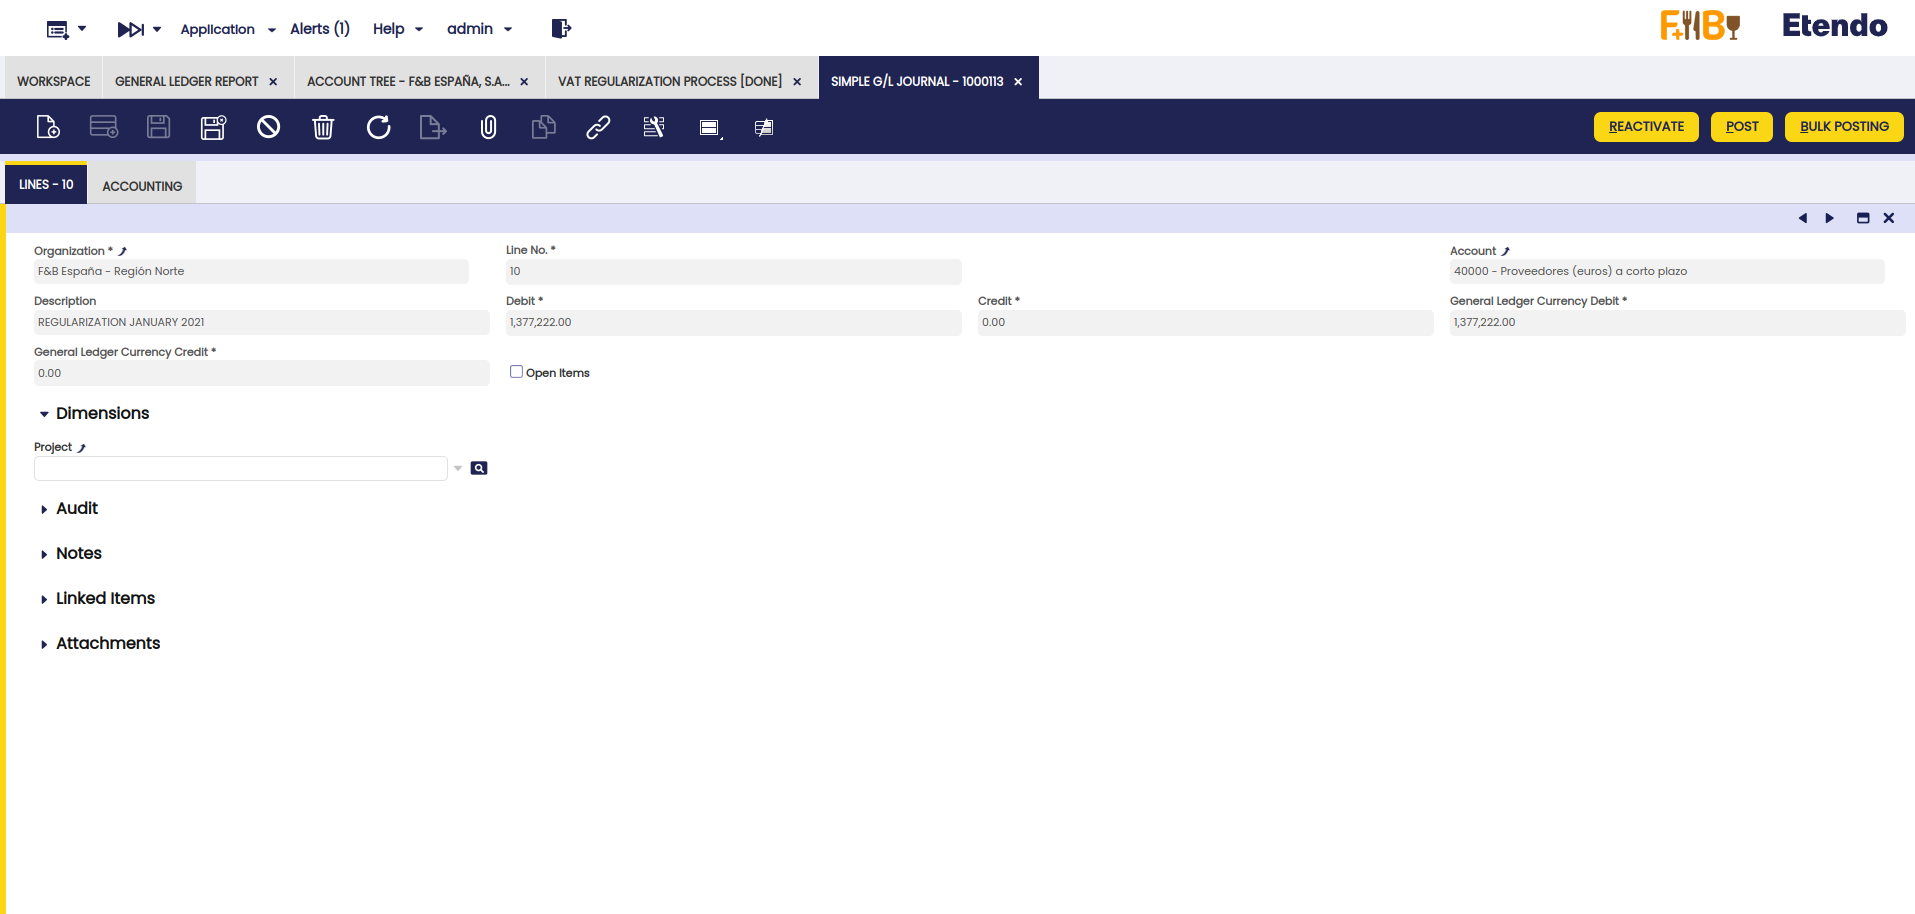 Application Alerts (1) Help admin F&B Etendo
WORKSPACE GENERAL LEDGER REPORT ACCOUNT TREE - F&B ESPAÑA, S.A... VAT REGULARIZATION PROCESS [DONE] SIMPLE G/L JOURNAL - 1000113
REACTIVATE POST BULK POSTING
LINES - 10 ACCOUNTING
Organization * Line No. * Account
F&B España - Región Norte 10 40000 - Proveedores (euros) a corto plazo
Description Debit * Credit * General Ledger Currency Debit *
REGULARIZATION JANUARY 2021 1,377,222.00 0.00 1,377,222.00
General Ledger Currency Credit *
0.00 Open Items
Dimensions
Project
Audit
Notes
Linked Items
Attachments